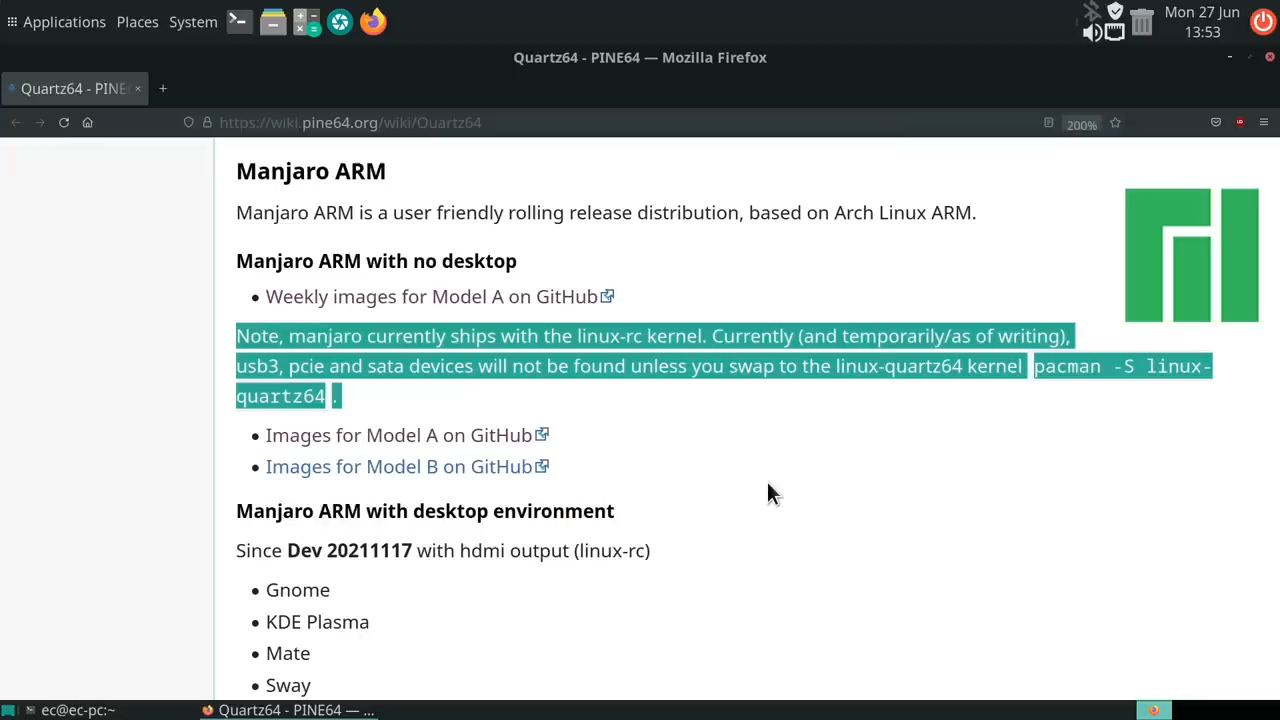 Applications Places System
Mon 27 Jun
13:53
Quartz64 - PINE64 — Mozilla Firefox
Quartz64 - PINE
https://wiki.pine64.org/wiki/Quartz64
200%
Manjaro ARM
Manjaro ARM is a user friendly rolling release distribution, based on Arch Linux ARM.
Manjaro ARM with no desktop
• Weekly images for Model A on GitHub
Note, manjaro currently ships with the linux-rc kernel. Currently (and temporarily/as of writing),
usb3, pcie and sata devices will not be found unless you swap to the linux-quartz64 kernel pacman -S linux-
quartz64 .
• Images for Model A on GitHub
• Images for Model B on GitHub
Manjaro ARM with desktop environment
Since Dev 20211117 with hdmi output (linux-rc)
• Gnome
• KDE Plasma
• Mate
• Sway
ec@ec-pc:~
Quartz64 - PINE64 — ...